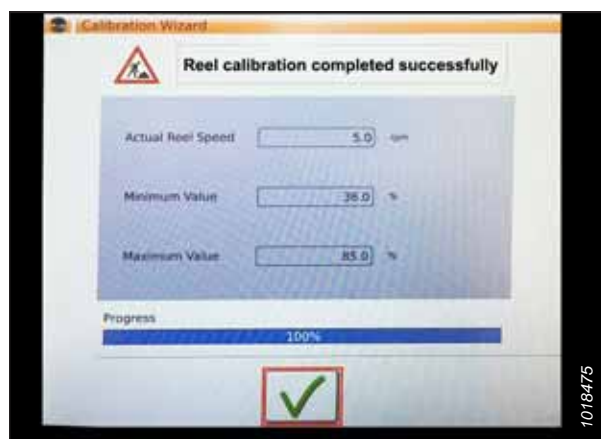 Calibration Wizard
Reel calibration completed successfully
Actual Reel Speed 5.0 rpm
Minimum Value 36.0 %
Maximum Value 85.0 %
Progress
100%
1018475